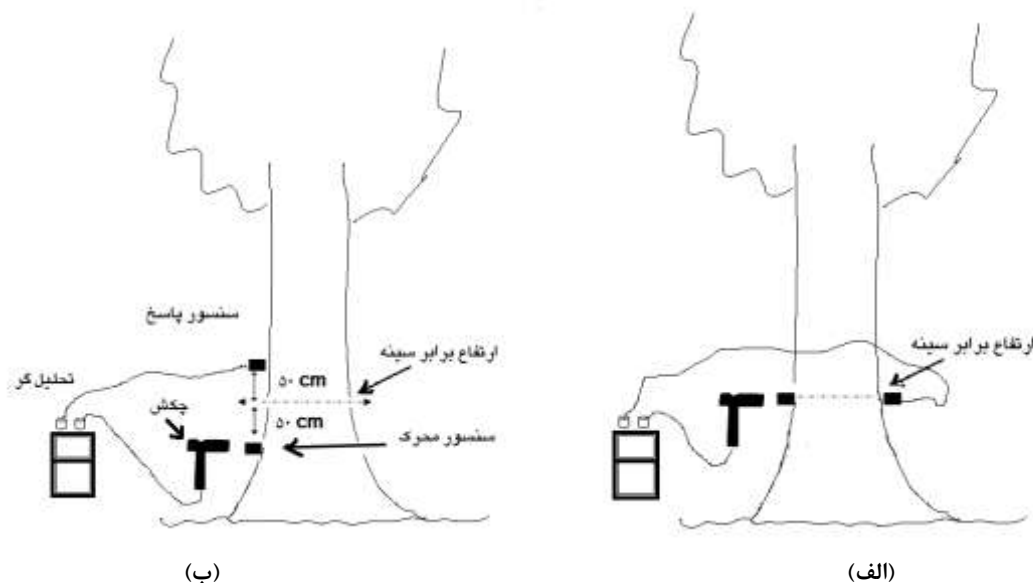 ارتفاع برابر سینه
(الف)
سنسور پاسخ
ارتفاع برابر سینه
تحلیل گر
۵۰ cm
چکش
۵۰ cm
سنسور محرک
(ب)